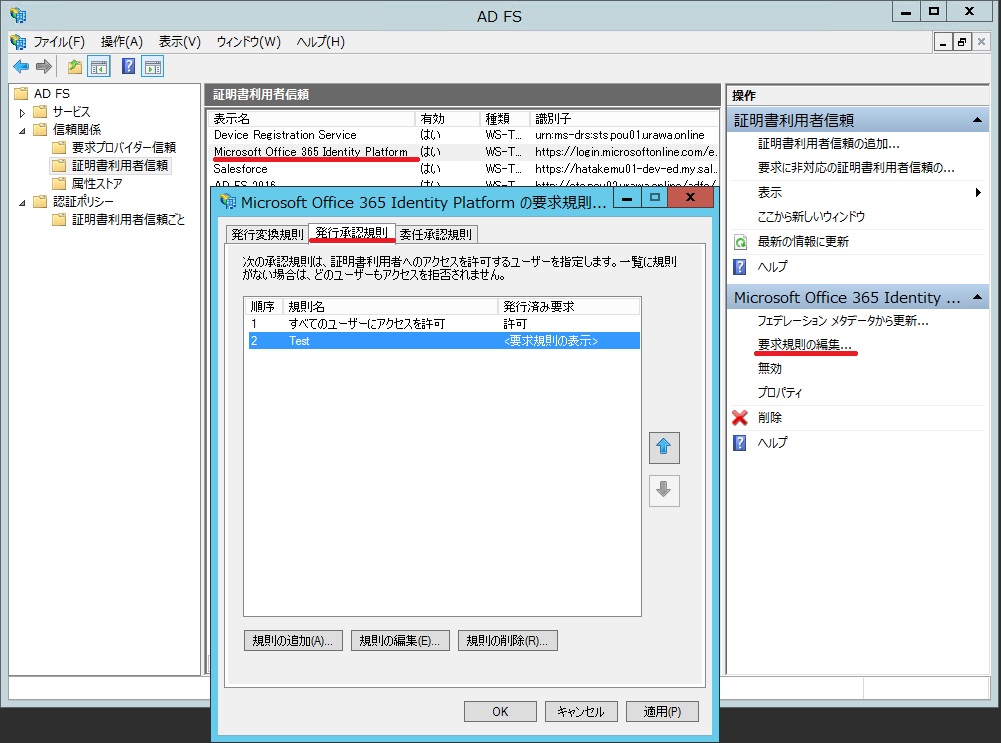 AD FS
ファイル(F) 操作(A) 表示(V) ウィンドウ(W) ヘルプ(H)
AD FS
サービス
信頼関係
要求プロバイダー信頼
証明書利用者信頼
属性ストア
認証ポリシー
証明書利用者信頼ごと
証明書利用者信頼
表示名 有効 種類 識別子
Device Registration Service はい WS-T... urn:ms-drs:sts.pou01.urawa.online
Microsoft Office 365 Identity Platform はい WS-T... https://login.microsoftonline.com/e...
Salesforce はい WS-T... https://hatakemu01-dev-ed.my.sal...
AD FS 2016 はい WS-T... http://sts.pou02.urawa.online/adfs/...
Microsoft Office 365 Identity Platform の要求規則...
発行変換規則 発行承認規則 委任承認規則
次の承認規則は、証明書利用者へのアクセスを許可するユーザーを指定します。一覧に規則
がない場合は、どのユーザーもアクセスを拒否されません。
順序 規則名 発行済み要求
1 すべてのユーザーにアクセスを許可 許可
2 Test <要求規則の表示>
規則の追加(A)... 規則の編集(E)... 規則の削除(R)...
OK キャンセル 適用(P)
操作
証明書利用者信頼
証明書利用者信頼の追加...
要求に非対応の証明書利用者信頼の...
表示
ここから新しいウィンドウ
最新の情報に更新
ヘルプ
Microsoft Office 365 Identity ...
フェデレーション メタデータから更新...
要求規則の編集...
無効
プロパティ
削除
ヘルプ